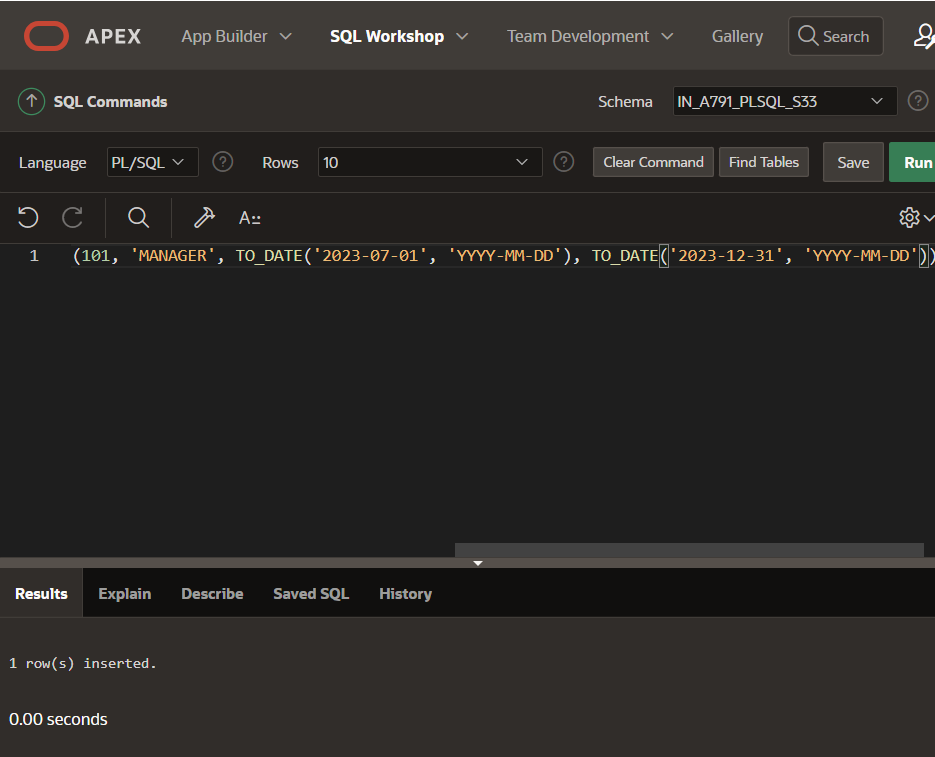 APEX App Builder SQL Workshop Team Development Gallery Search
SQL Commands Schema IN_A791_PLSQL_S33 ?
Language PL/SQL ? Rows 10 ? Clear Command Find Tables Save Run
A::
1 (101, 'MANAGER', TO_DATE('2023-07-01', 'YYYY-MM-DD'), TO_DATE('2023-12-31', 'YYYY-MM-DD'))
Results Explain Describe Saved SQL History
1 row(s) inserted.
0.00 seconds